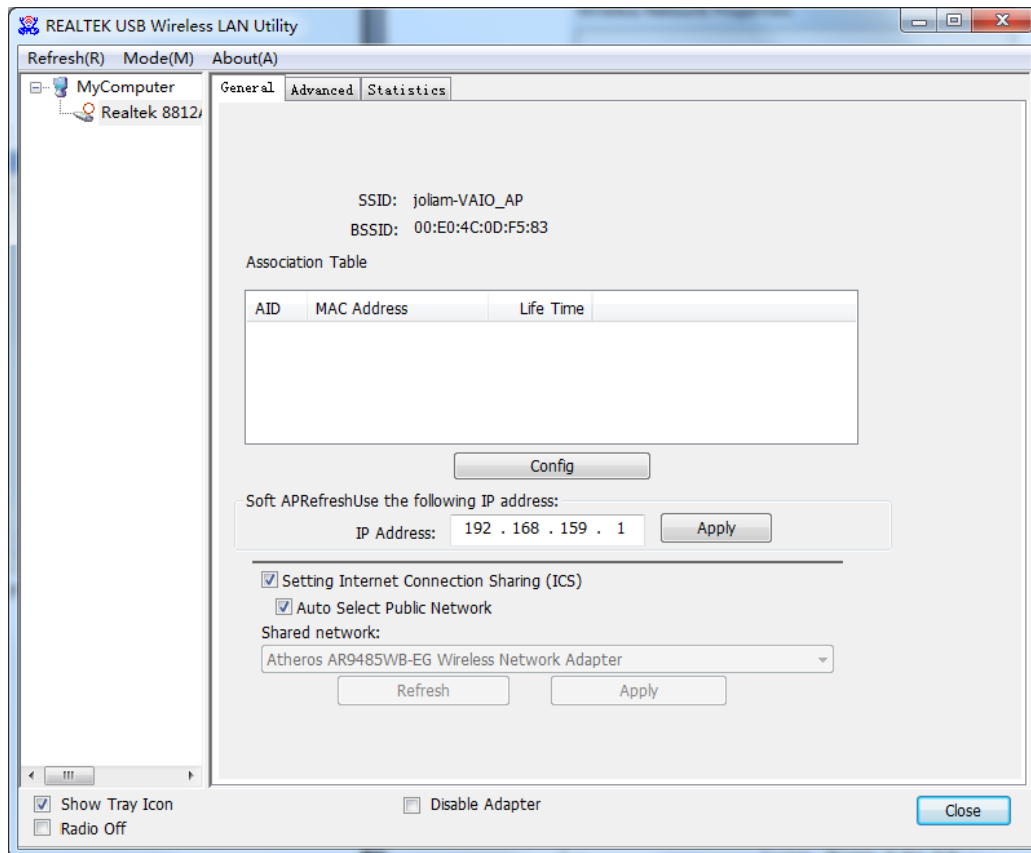 REALTEK USB Wireless LAN Utility
Refresh(R) Mode(M) About(A)
MyComputer
Realtek 8812A
General Advanced Statistics
SSID: joliam-VAIO_AP
BSSID: 00:E0:4C:0D:F5:83
Association Table
AID MAC Address Life Time
Config
Soft APRefreshUse the following IP address:
IP Address: 192 . 168 . 159 . 1 Apply
Setting Internet Connection Sharing (ICS)
Auto Select Public Network
Shared network:
Atheros AR9485WB-EG Wireless Network Adapter
Refresh Apply
Show Tray Icon Disable Adapter Close
Radio Off